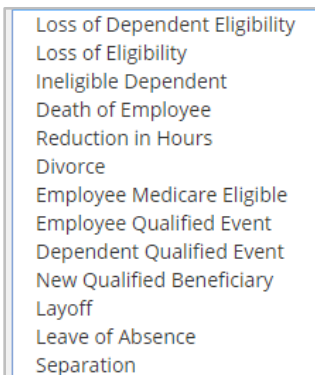 Loss of Dependent Eligibility
Loss of Eligibility
Ineligible Dependent
Death of Employee
Reduction in Hours
Divorce
Employee Medicare Eligible
Employee Qualified Event
Dependent Qualified Event
New Qualified Beneficiary
Layoff
Leave of Absence
Separation